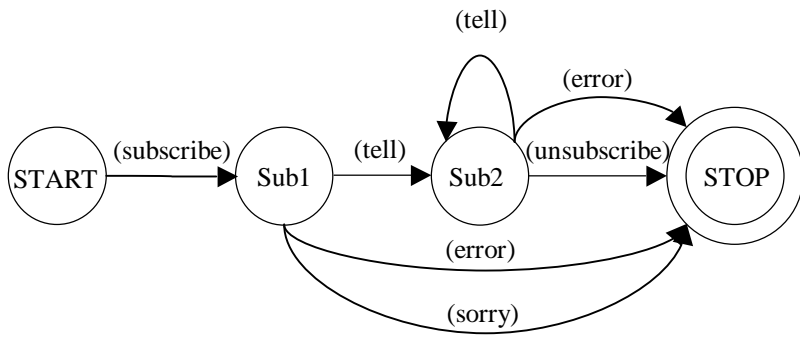 (tell)
(error)
(subscribe)
(tell)
(unsubscribe)
START
Sub1
Sub2
STOP
(error)
(sorry)